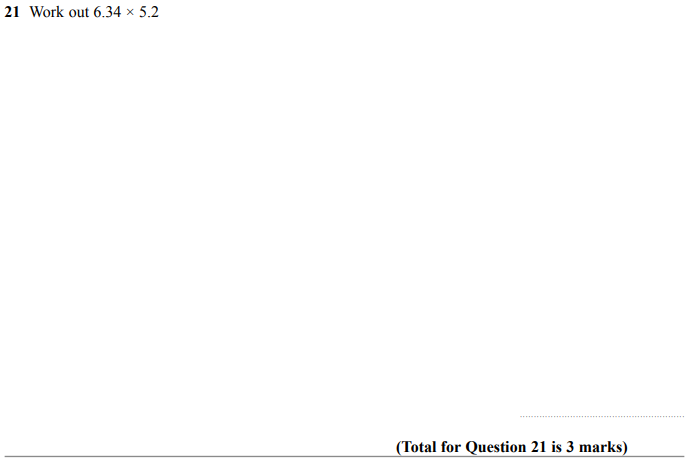 21 Work out 6.34 × 5.2
(Total for Question 21 is 3 marks)